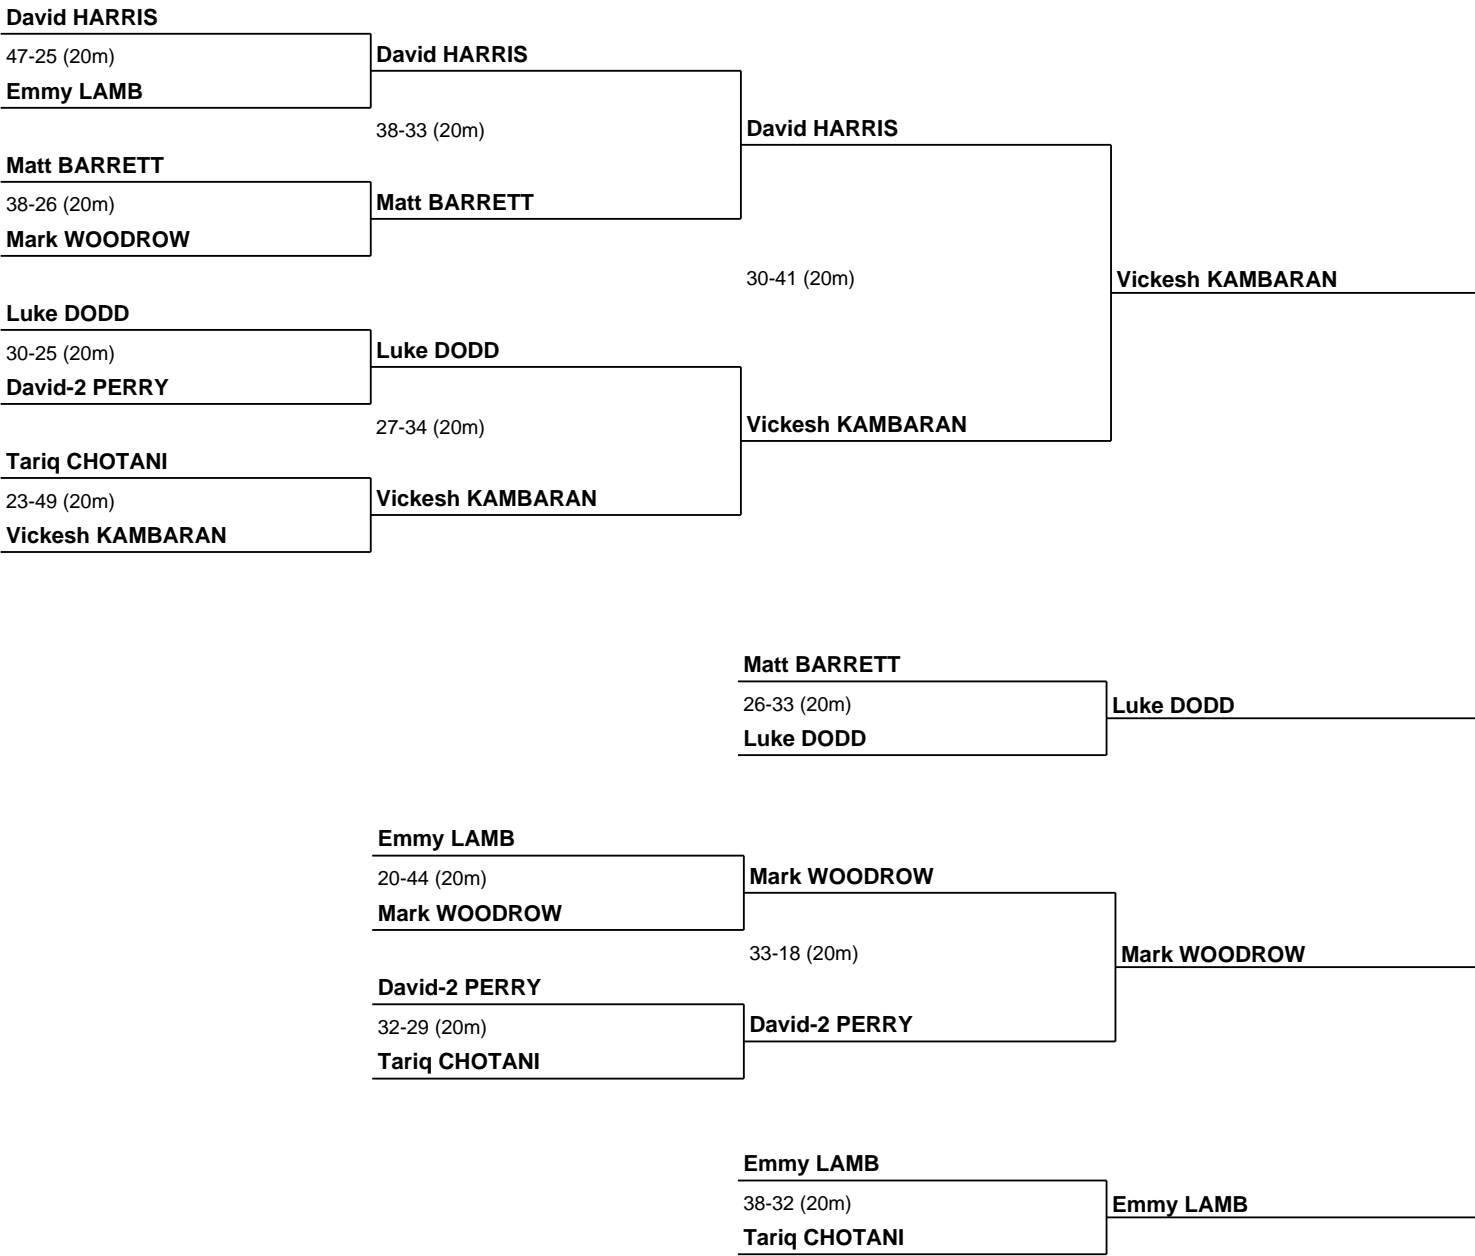 David HARRIS
47-25 (20m)
Emmy LAMB
David HARRIS
38-33 (20m)
Matt BARRETT
38-26 (20m)
Mark WOODROW
Matt BARRETT
David HARRIS
30-41 (20m)
Vickesh KAMBARAN
Luke DODD
30-25 (20m)
David-2 PERRY
Luke DODD
27-34 (20m)
Tariq CHOTANI
23-49 (20m)
Vickesh KAMBARAN
Vickesh KAMBARAN
Vickesh KAMBARAN
Matt BARRETT
26-33 (20m)
Luke DODD
Luke DODD
Emmy LAMB
20-44 (20m)
Mark WOODROW
Mark WOODROW
33-18 (20m)
Mark WOODROW
David-2 PERRY
32-29 (20m)
Tariq CHOTANI
David-2 PERRY
Emmy LAMB
38-32 (20m)
Tariq CHOTANI
Emmy LAMB